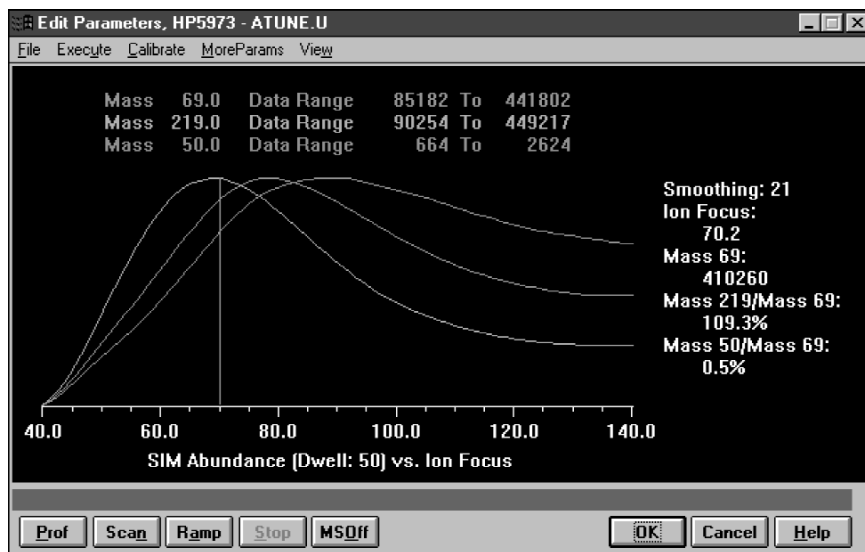 Edit Parameters, HP5973 - ATUNE.U
File Execute Calibrate MoreParams View
Mass 69.0 Data Range 85182 To 441802
Mass 219.0 Data Range 90254 To 449217
Mass 50.0 Data Range 664 To 2624
Smoothing: 21
Ion Focus:
70.2
Mass 69:
410260
Mass 219/Mass 69:
109.3%
Mass 50/Mass 69:
0.5%
40.0 60.0 80.0 100.0 120.0 140.0
SIM Abundance (Dwell: 50) vs. Ion Focus
Prof Scan Ramp Stop MSOff OK Cancel Help